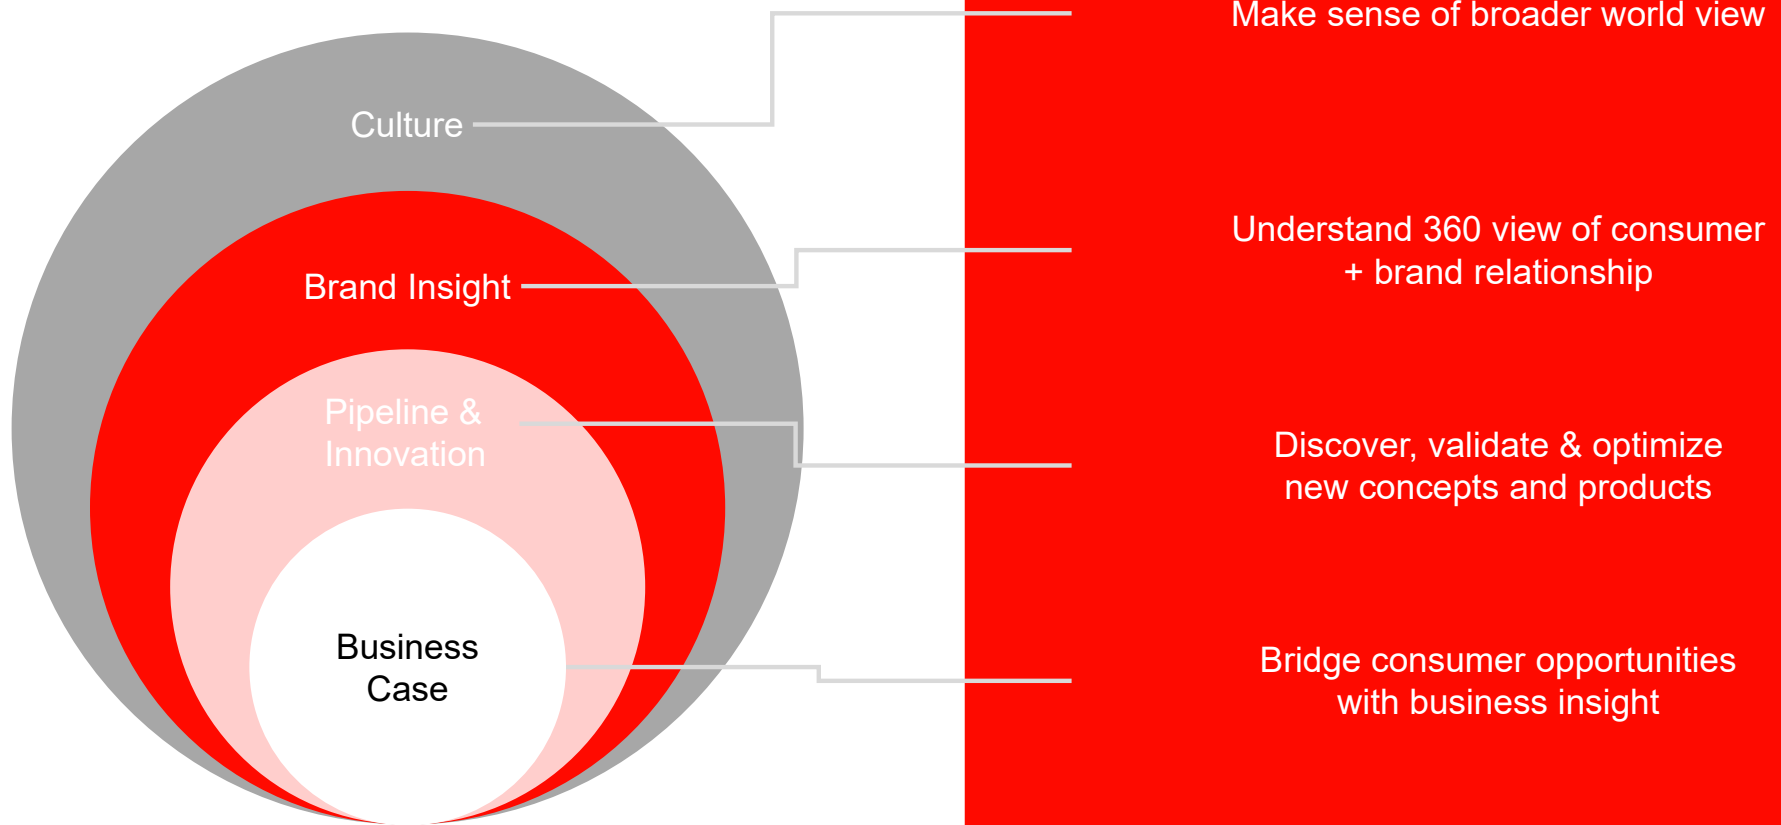 Make sense of broader world view
Culture
Understand 360 view of consumer
+ brand relationship
Brand Insight
Pipeline &
Innovation
Discover, validate & optimize
new concepts and products
Business
Case
Bridge consumer opportunities
with business insight